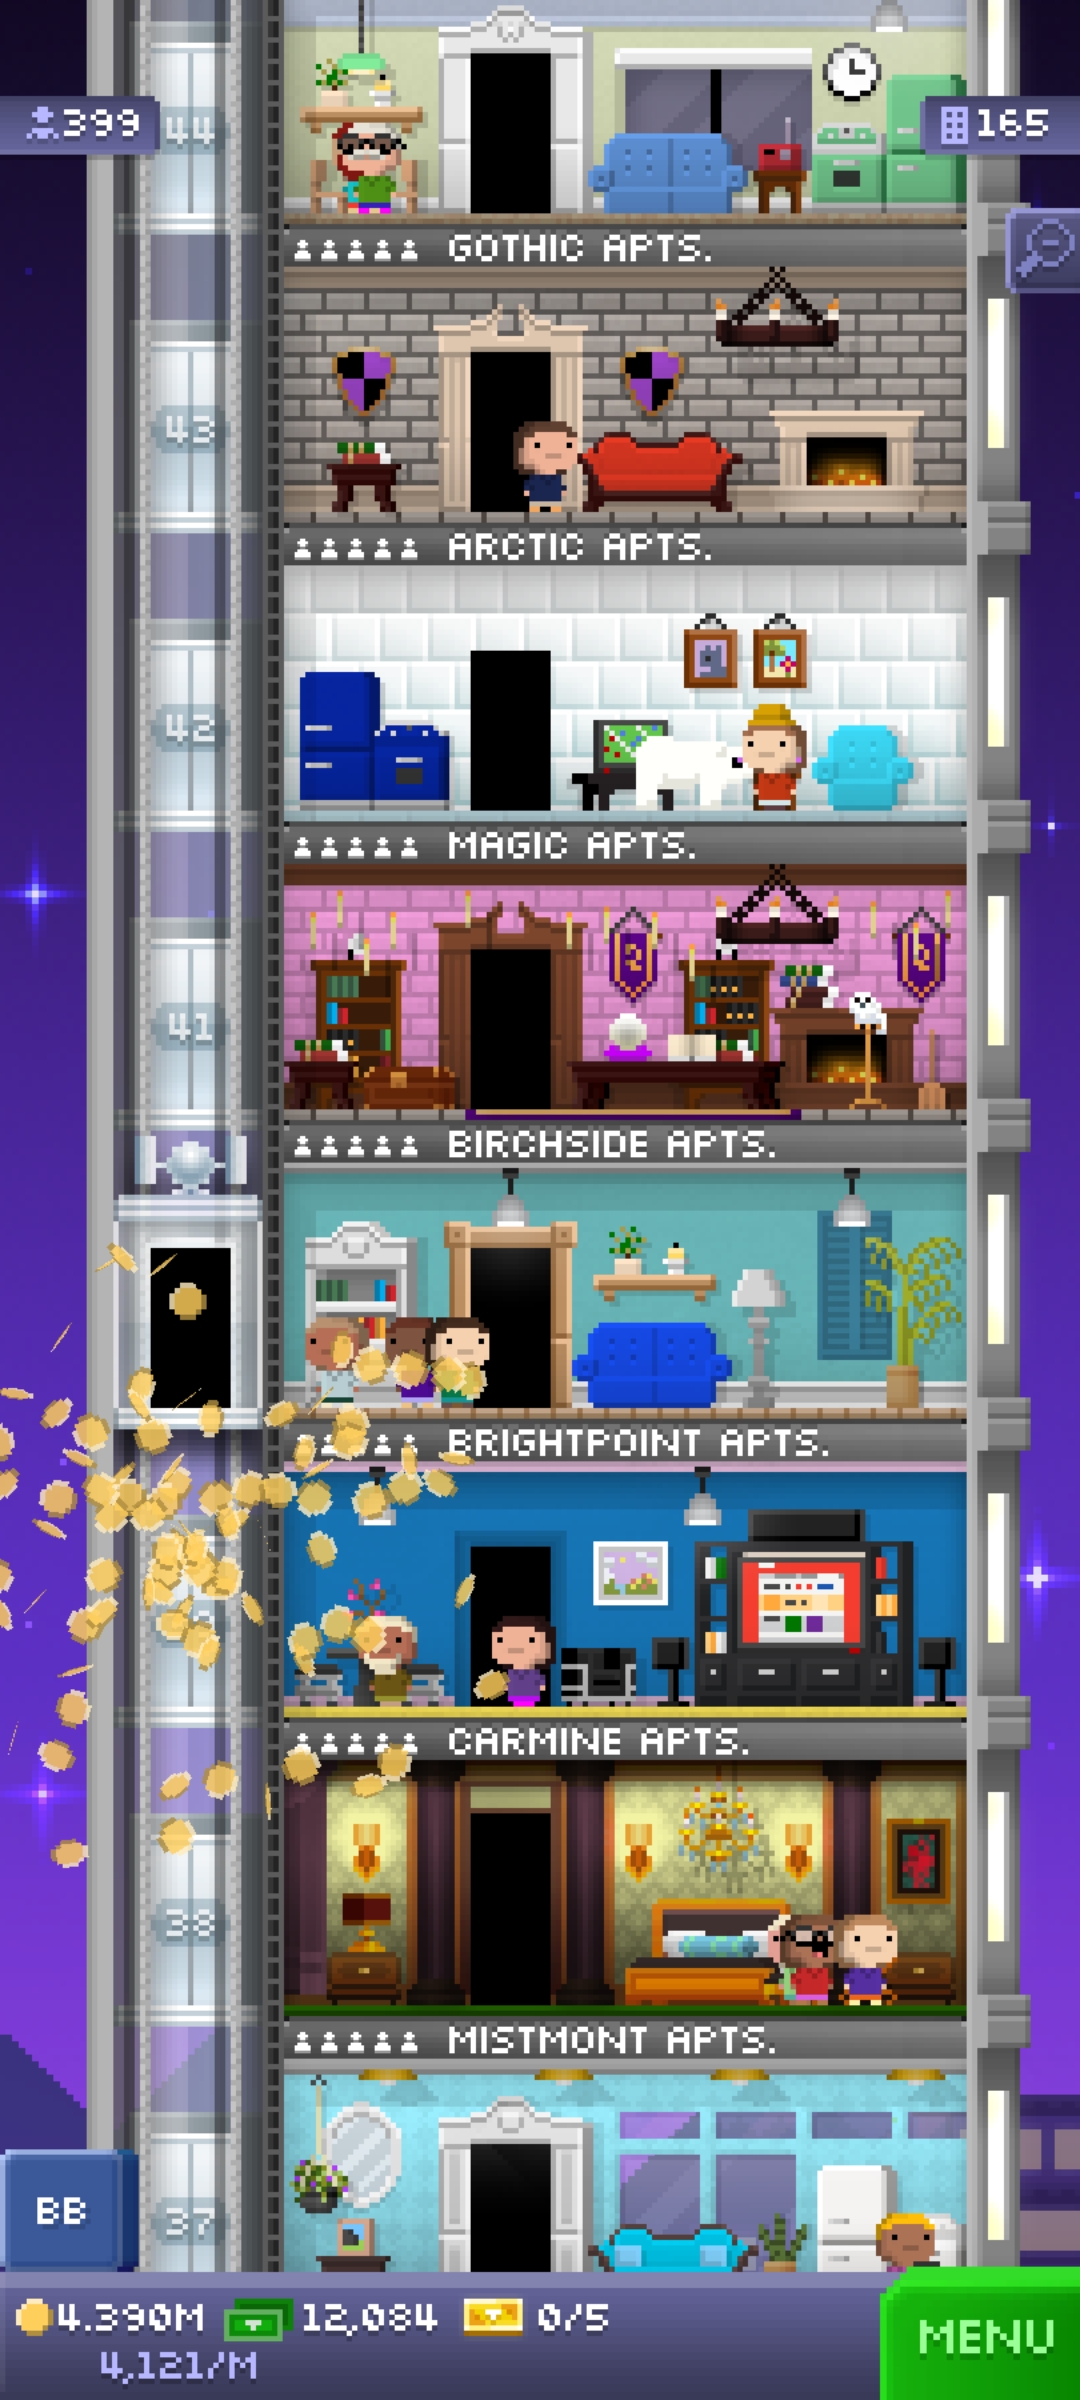 399
44
165
GOTHIC APTS.
43
ARCTIC APTS.
42
MAGIC APTS.
41
BIRCHSIDE APTS.
BRIGHTPOINT APTS.
CARMINE APTS.
38
MISTMONT APTS.
BB
37
4.390M 12,084 0/5
MENU
4,121/M